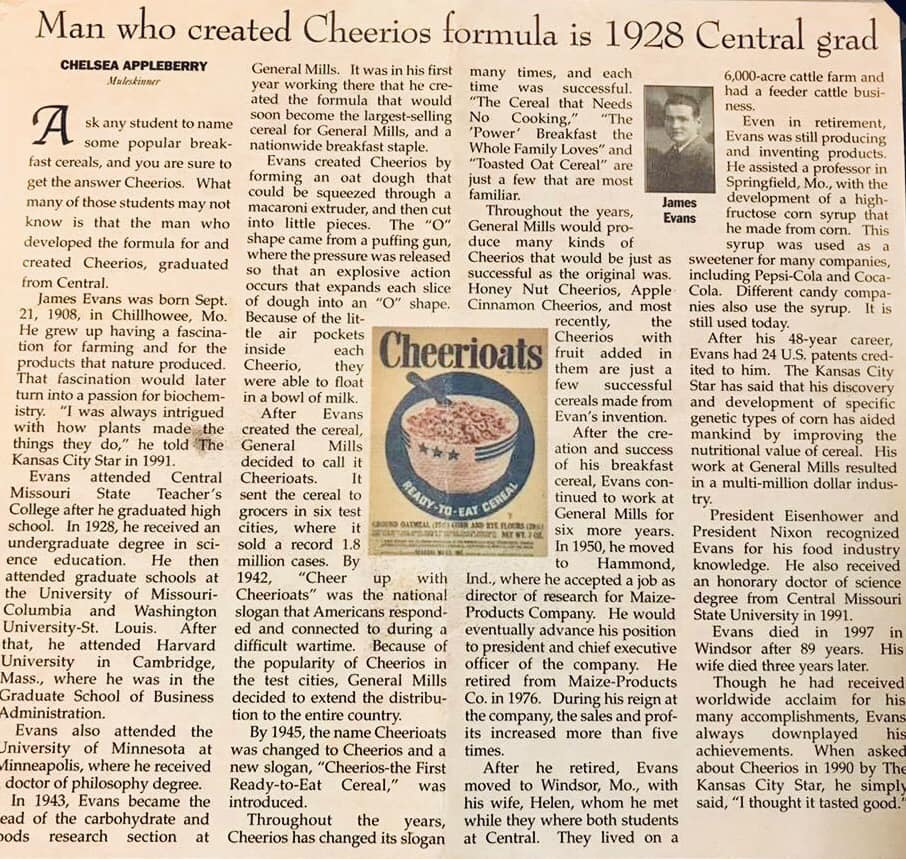 Man who created Cheerios formula is 1928 Central grad
CHELSEA APPLEBERRY
Muleskinner
Ask any student to name
some popular break-
fast cereals, and you are sure to
get the answer Cheerios. What
many of those students may not
know is that the man who
developed the formula for and
created Cheerios, graduated
from Central.
James Evans was born Sept.
21, 1908, in Chillhowee, Mo.
He grew up having a fascina-
tion for farming and for the
products that nature produced.
That fascination would later
turn into a passion for biochem-
istry. "I was always intrigued
with how plants made the
things they do," he told The
Kansas City Star in 1991.
Evans attended Central
Missouri State Teacher's
College after he graduated high
school. In 1928, he received an
undergraduate degree in sci-
ence education. He then
attended graduate schools at
the University of Missouri-
Columbia and Washington
University-St. Louis. After
that, he attended Harvard
University in Cambridge,
Mass., where he was in the
Graduate School of Business
Administration.
Evans also attended the
University of Minnesota at
Minneapolis, where he received
doctor of philosophy degree.
In 1943, Evans became the
ead of the carbohydrate and
oods research section at
General Mills. It was in his first
year working there that he cre-
ated the formula that would
soon become the largest-selling
cereal for General Mills, and a
nationwide breakfast staple.
Evans created Cheerios by
forming an oat dough that
could be squeezed through a
macaroni extruder, and then cut
into little pieces. The "O"
shape came from a puffing gun,
where the pressure was released
so that an explosive action
occurs that expands each slice
of dough into an "O" shape.
Because of the lit-
tle air pockets
inside each
Cheerio, they
were able to float
in a bowl of milk.
After Evans
created the cereal,
General Mills
decided to call it
Cheerioats. It
sent the cereal to
grocers in six test
cities, where it
sold a record 1.8
million cases. By
1942, "Cheer up with
Cheerioats" was the national
slogan that Americans respond-
ed and connected to during a
difficult wartime. Because of
the popularity of Cheerios in
the test cities, General Mills
decided to extend the distribu-
tion to the entire country.
By 1945, the name Cheerioats
was changed to Cheerios and a
new slogan, "Cheerios-the First
Ready-to-Eat Cereal," was
introduced.
Throughout the years,
Cheerios has changed its slogan
Cheerioats
READY-TO-EAT CEREAL
GROUND OATMEAL CORN AND RYE FLOURS
NET WT. 7 OZ.
many times, and each
time was successful.
"The Cereal that Needs
No Cooking," "The
'Power' Breakfast the
Whole Family Loves" and
"Toasted Oat Cereal" are
just a few that are most
familiar.
Throughout the years,
General Mills would pro-
duce many kinds of
Cheerios that would be just as
successful as the original was.
Honey Nut Cheerios, Apple
Cinnamon Cheerios, and most
recently, the
Cheerios with
fruit added in
them are just a
few successful
cereals made from
Evan's invention.
After the cre-
ation and success
of his breakfast
cereal, Evans con-
tinued to work at
General Mills for
six more years.
In 1950, he moved
to Hammond,
Ind., where he accepted a job as
director of research for Maize-
Products Company. He would
eventually advance his position
to president and chief executive
officer of the company. He
retired from Maize-Products
Co. in 1976. During his reign at
the company, the sales and prof-
its increased more than five
times.
After he retired, Evans
moved to Windsor, Mo., with
his wife, Helen, whom he met
while they where both students
at Central. They lived on a
James
Evans
6,000-acre cattle farm and
had a feeder cattle busi-
ness.
Even in retirement,
Evans was still producing
and inventing products.
He assisted a professor in
Springfield, Mo., with the
development of a high-
fructose corn syrup that
he made from corn. This
syrup was used as a
sweetener for many companies,
including Pepsi-Cola and Coca-
Cola. Different candy compa-
nies also use the syrup. It is
still used today.
After his 48-year career,
Evans had 24 U.S. patents cred-
ited to him. The Kansas City
Star has said that his discovery
and development of specific
genetic types of corn has aided
mankind by improving the
nutritional value of cereal. His
work at General Mills resulted
in a multi-million dollar indus-
try.
President Eisenhower and
President Nixon recognized
Evans for his food industry
knowledge. He also received
an honorary doctor of science
degree from Central Missouri
State University in 1991.
Evans died in 1997 in
Windsor after 89 years. His
wife died three years later.
Though he had received
worldwide acclaim for his
many accomplishments, Evans
always downplayed his
achievements. When asked
about Cheerios in 1990 by The
Kansas City Star, he simply
said, "I thought it tasted good."